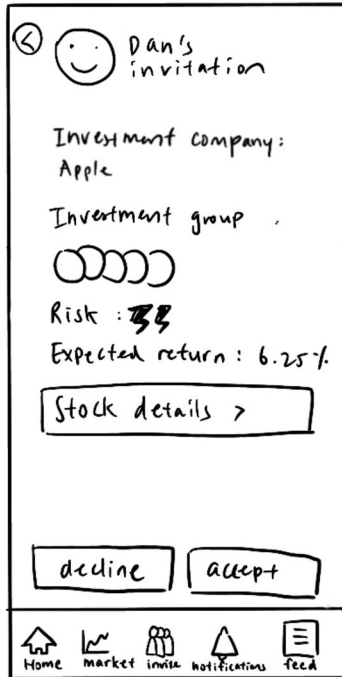 Dan's
invitation
Investment company:
Apple
Investment group
Risk :
Expected return : 6.25%
Stock details >
decline
accept
Home
market
invite
notifications
feed